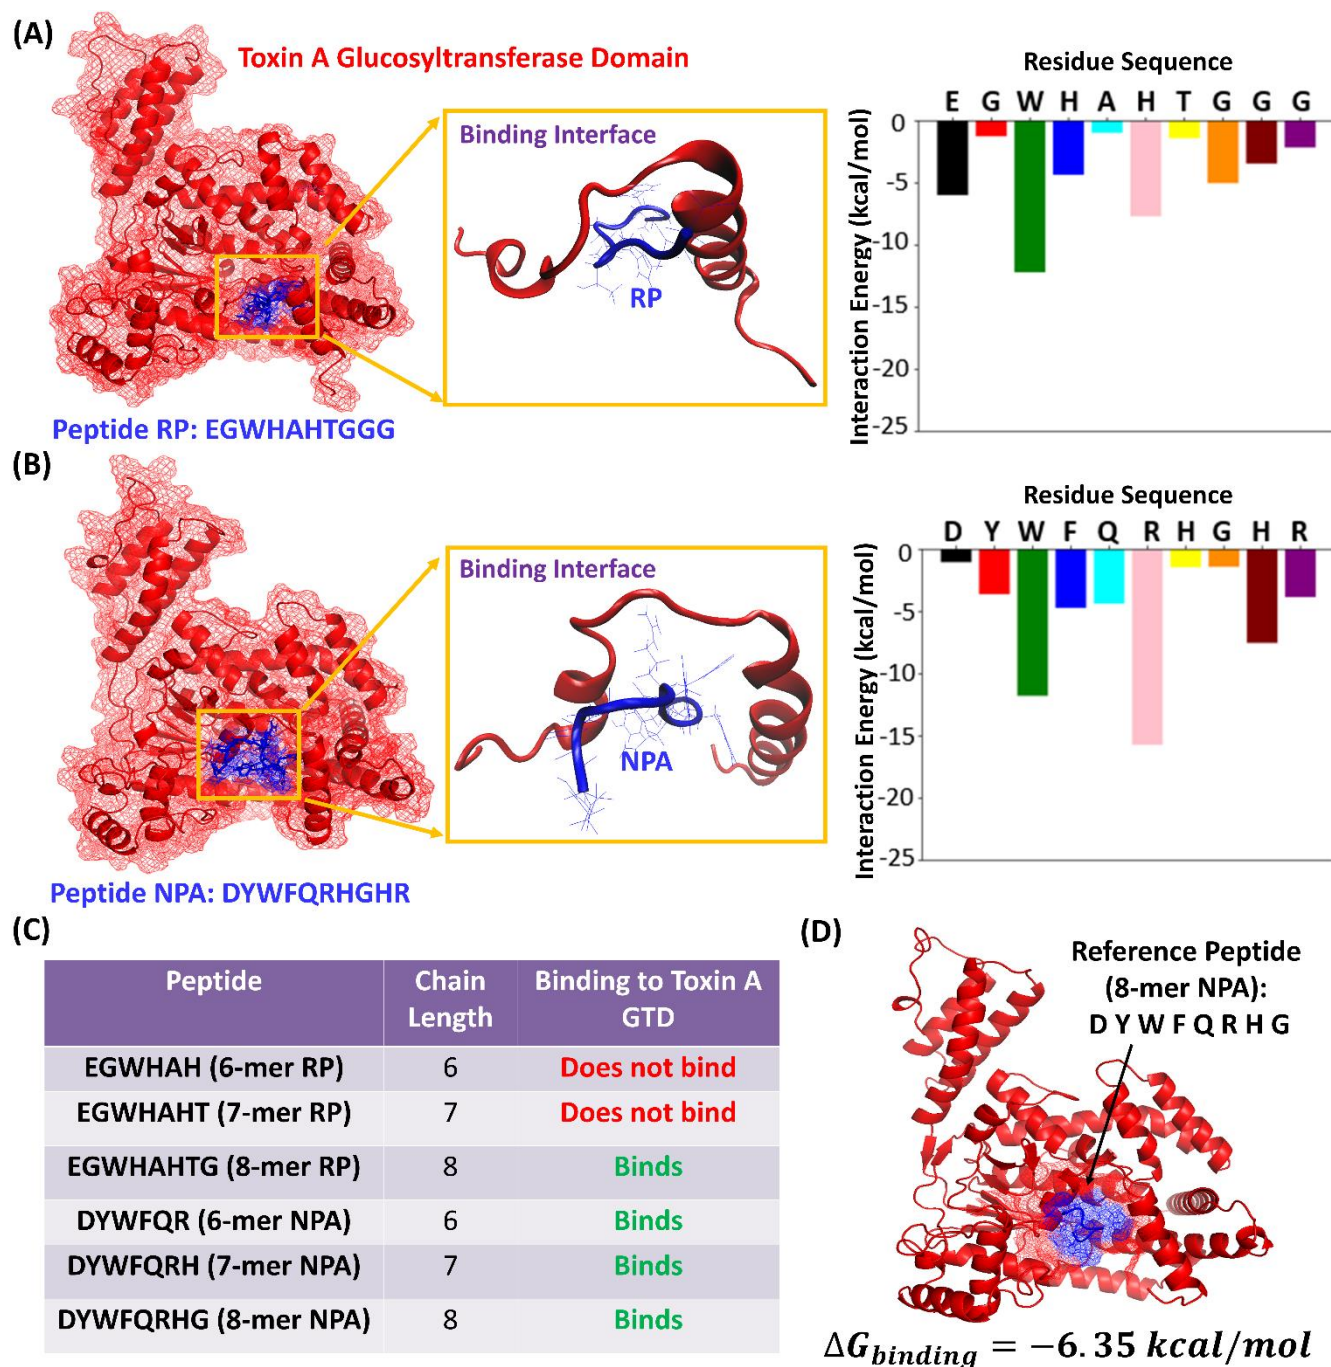 (A)
Toxin A Glucosyltransferase Domain
Binding Interface
RP
Peptide RP: EGWHAHTGGG
Residue Sequence
E G W H A H T G G G
Interaction Energy (kcal/mol)
0
-5
-10
-15
-20
-25
(B)
Binding Interface
NPA
Peptide NPA: DYWFQRHGHR
Residue Sequence
D Y W F Q R H G H R
Interaction Energy (kcal/mol)
0
-5
-10
-15
-20
-25
(C)
Peptide Chain Length Binding to Toxin A GTD
EGWHAH (6-mer RP) 6 Does not bind
EGWHAHT (7-mer RP) 7 Does not bind
EGWHAHTG (8-mer RP) 8 Binds
DYWFQR (6-mer NPA) 6 Binds
DYWFQRH (7-mer NPA) 7 Binds
DYWFQRHG (8-mer NPA) 8 Binds
(D)
Reference Peptide
(8-mer NPA):
D Y W F Q R H G
ΔG_binding = −6.35 kcal/mol